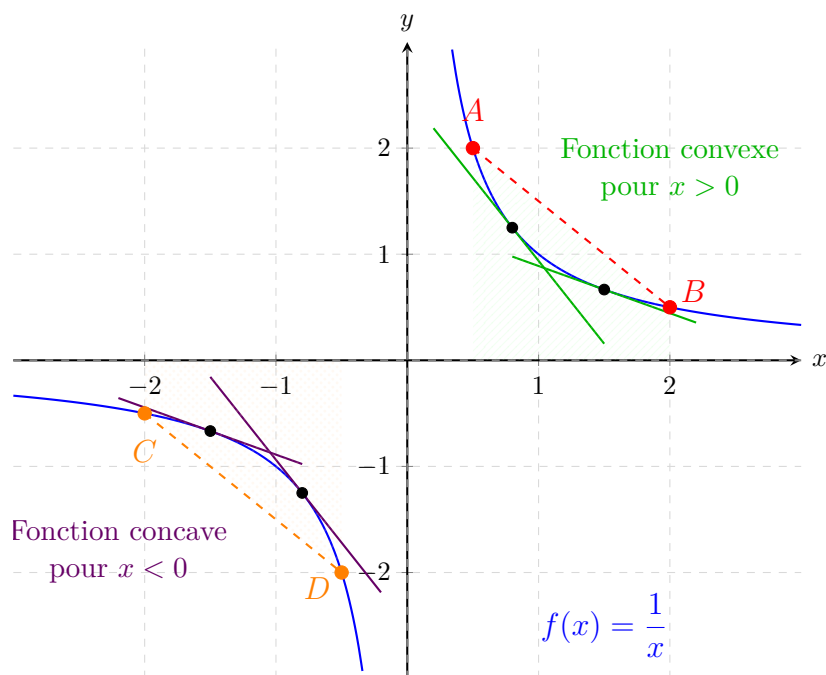 y
A
2
Fonction convexe
pour x > 0
1
B
x
−2
−1
1
2
C
−1
Fonction concave
pour x < 0
D
−2
f(x) = 1/x